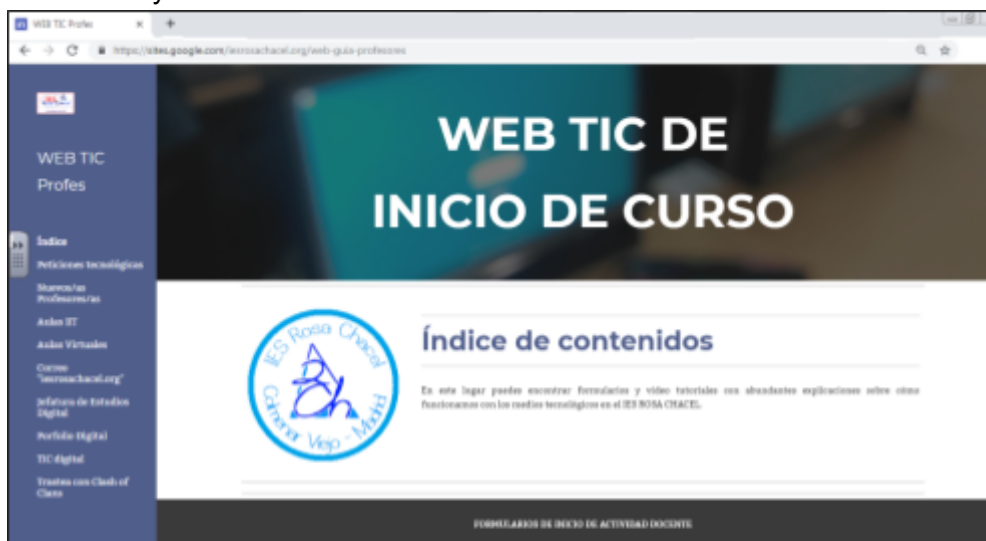 WEB TIC Profes
https://sites.google.com/iesrosachacel.org/web-guia-profesores
WEB TIC
Profes
Índice
Peticiones tecnológicas
Nuevos/as
Profesores/as
Aulas
Aulas Virtuales
Correo
"iesrosachacel.org"
Jefatura de Estudios
Digital
Porfolio Digital
TIC digital
Clash of
Clans
WEB TIC DE
INICIO DE CURSO
IES Rosa Chacel
Colmenar Viejo - Madrid
Índice de contenidos
En este lugar puedes encontrar formularios y vídeo tutoriales con abundantes explicaciones sobre cómo
funcionamos con los medios tecnológicos en el IES ROSA CHACEL.
FORMULARIOS DE INICIO DE ACTIVIDAD DOCENTE